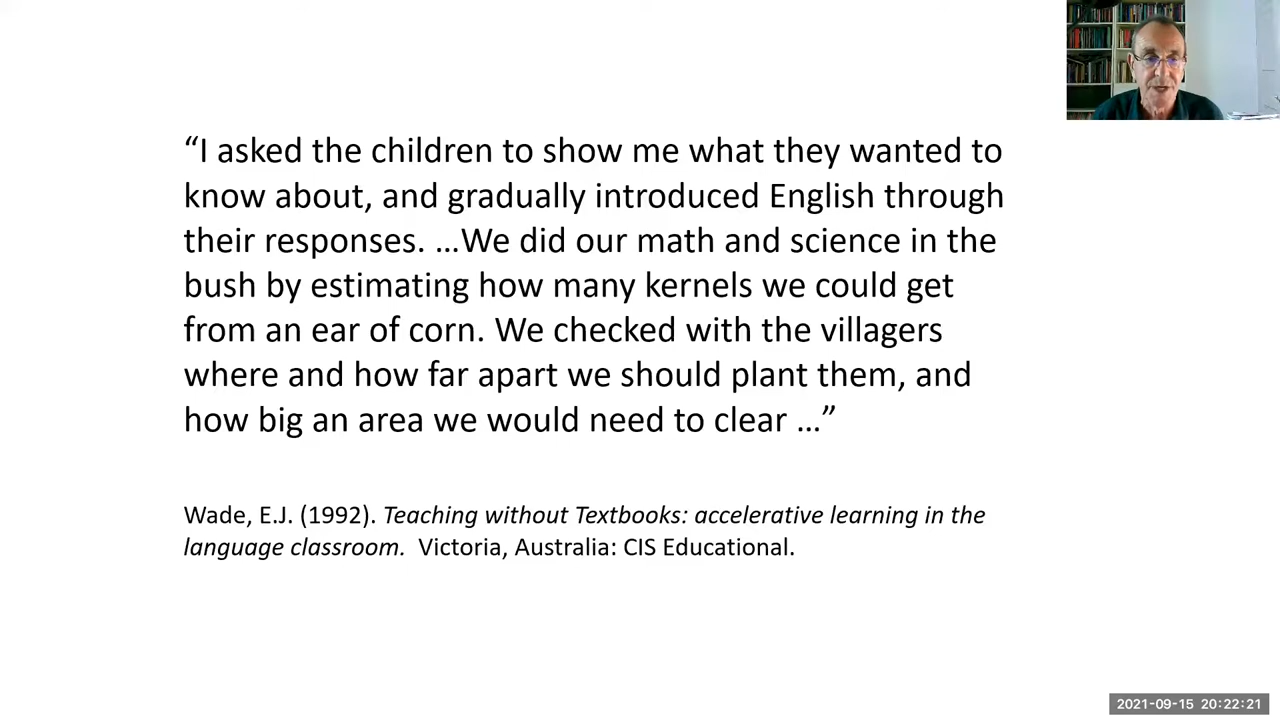 “I asked the children to show me what they wanted to
know about, and gradually introduced English through
their responses. …We did our math and science in the
bush by estimating how many kernels we could get
from an ear of corn. We checked with the villagers
where and how far apart we should plant them, and
how big an area we would need to clear …”
Wade, E.J. (1992). Teaching without Textbooks: accelerative learning in the
language classroom.  Victoria, Australia: CIS Educational.
2021-09-15 20:22:21